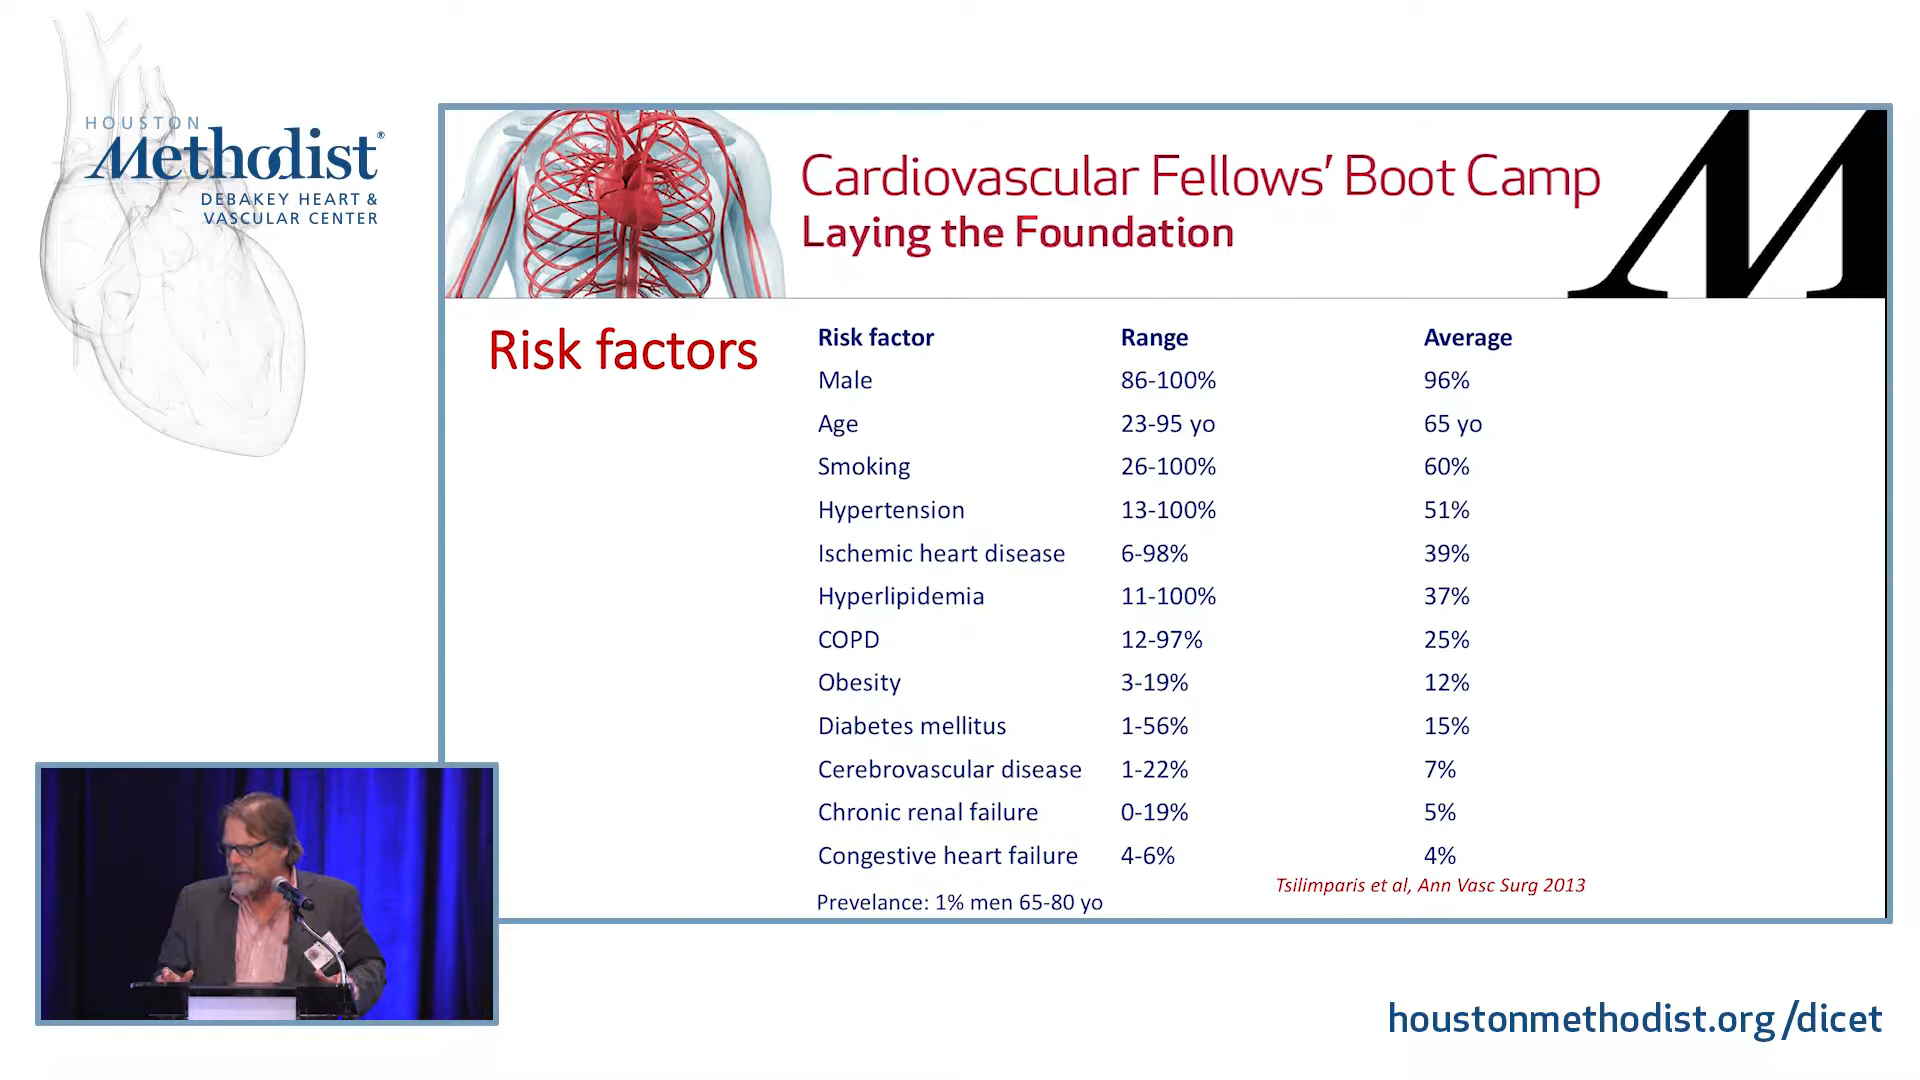 HOUSTON
Methodist®
DEBAKEY HEART &
VASCULAR CENTER
Cardiovascular Fellows’ Boot Camp
Laying the Foundation
M
Risk factors
Risk factor Range Average
Male 86-100% 96%
Age 23-95 yo 65 yo
Smoking 26-100% 60%
Hypertension 13-100% 51%
Ischemic heart disease 6-98% 39%
Hyperlipidemia 11-100% 37%
COPD 12-97% 25%
Obesity 3-19% 12%
Diabetes mellitus 1-56% 15%
Cerebrovascular disease 1-22% 7%
Chronic renal failure 0-19% 5%
Congestive heart failure 4-6% 4%
Tsilimparis et al, Ann Vasc Surg 2013
Prevelance: 1% men 65-80 yo
houstonmethodist.org/dicet